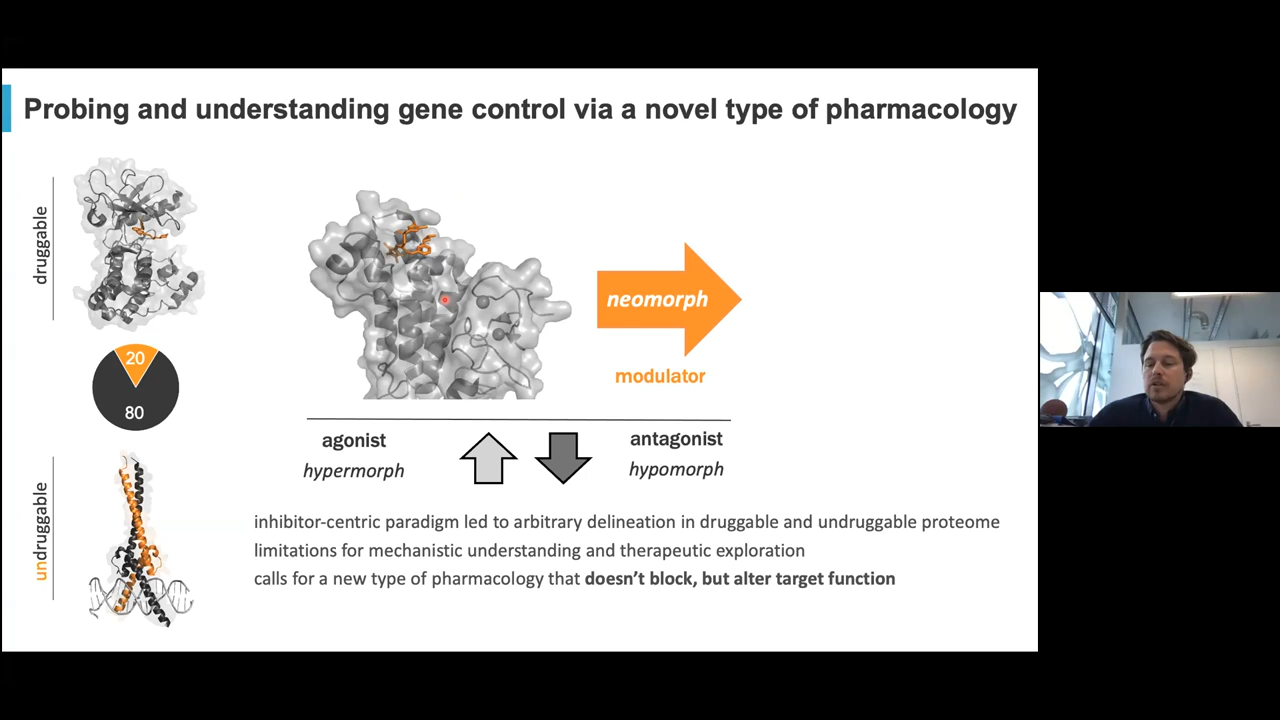 Probing and understanding gene control via a novel type of pharmacology
druggable
20
80
undruggable
neomorph
modulator
agonist
hypermorph
antagonist
hypomorph
inhibitor-centric paradigm led to arbitrary delineation in druggable and undruggable proteome
limitations for mechanistic understanding and therapeutic exploration
calls for a new type of pharmacology that doesn't block, but alter target function